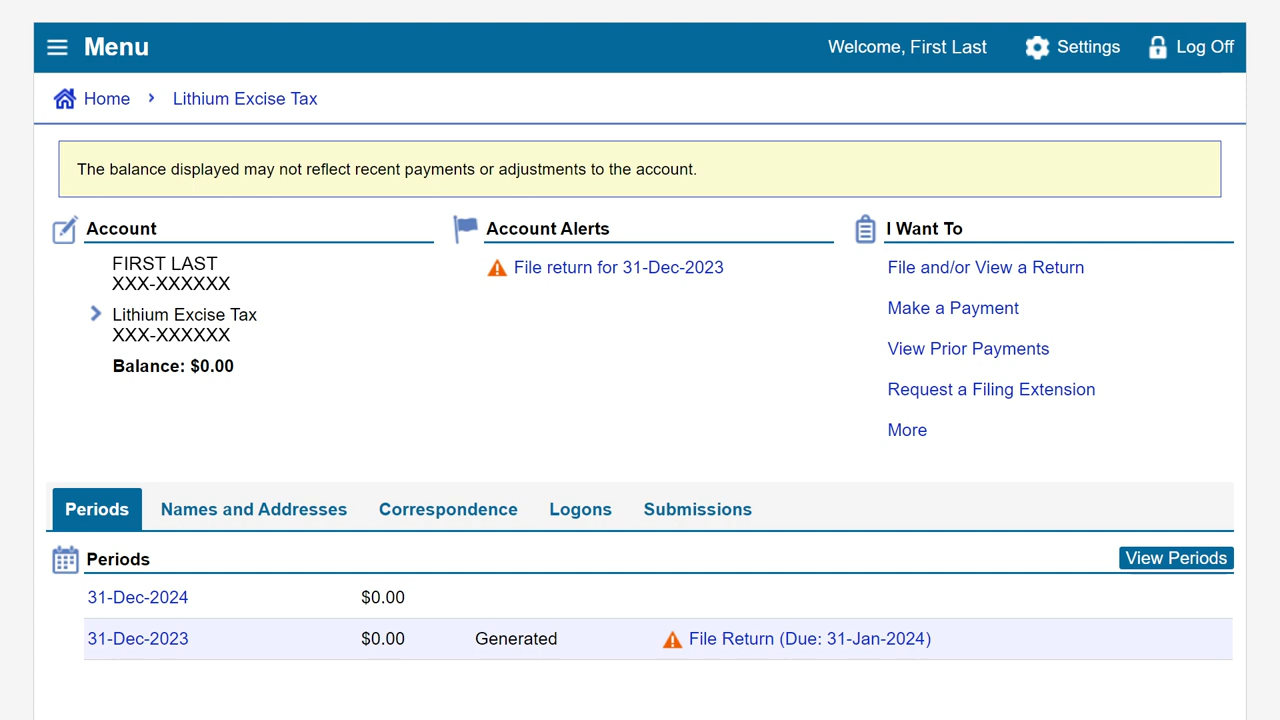 Menu
Welcome, First Last
Settings
Log Off
Home
Lithium Excise Tax
The balance displayed may not reflect recent payments or adjustments to the account.
Account
FIRST LAST
XXX-XXXXXX
Lithium Excise Tax
XXX-XXXXXX
Balance: $0.00
Account Alerts
File return for 31-Dec-2023
I Want To
File and/or View a Return
Make a Payment
View Prior Payments
Request a Filing Extension
More
Periods Names and Addresses Correspondence Logons Submissions
Periods
View Periods
31-Dec-2024 $0.00
31-Dec-2023 $0.00 Generated File Return (Due: 31-Jan-2024)